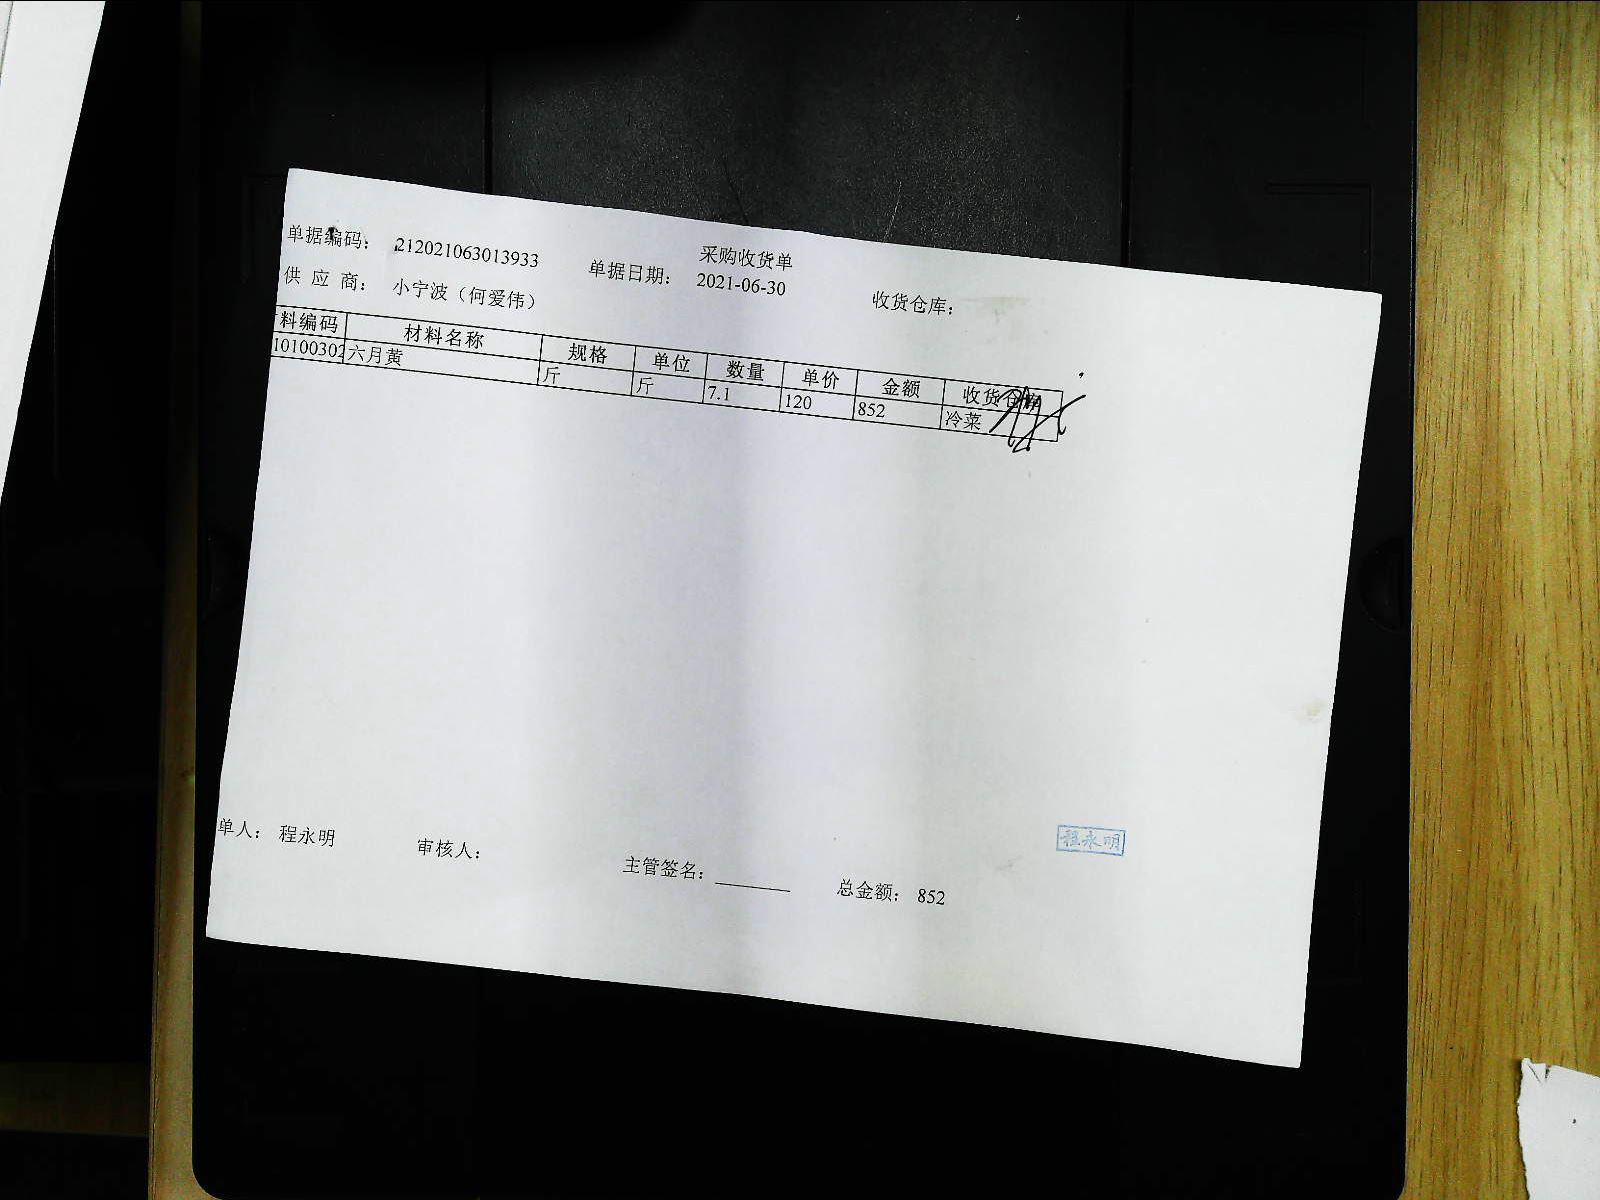 采购收货单
单据编码： 212021063013933 单据日期： 2021-06-30 收货仓库：
供 应 商： 小宁波（何爱伟）
料编码 材料名称 规格 单位 数量 单价 金额 收货仓库
10100302 六月黄 斤 斤 7.1 120 852 冷菜
单人： 程永明 审核人： 主管签名： 总金额： 852
程永明